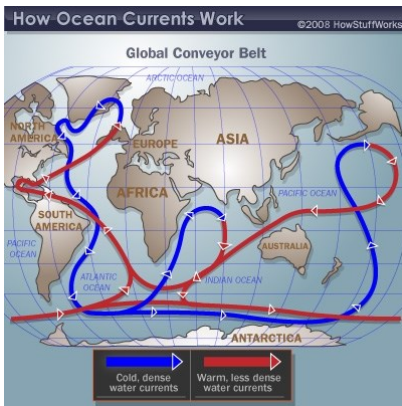 How Ocean Currents Work
©2008 HowStuffWorks
Global Conveyor Belt
ARCTIC OCEAN
NORTH
AMERICA
EUROPE
ASIA
AFRICA
PACIFIC OCEAN
SOUTH
AMERICA
AUSTRALIA
PACIFIC
OCEAN
ATLANTIC
OCEAN
INDIAN OCEAN
ANTARCTICA
Cold, dense
water currents
Warm, less dense
water currents